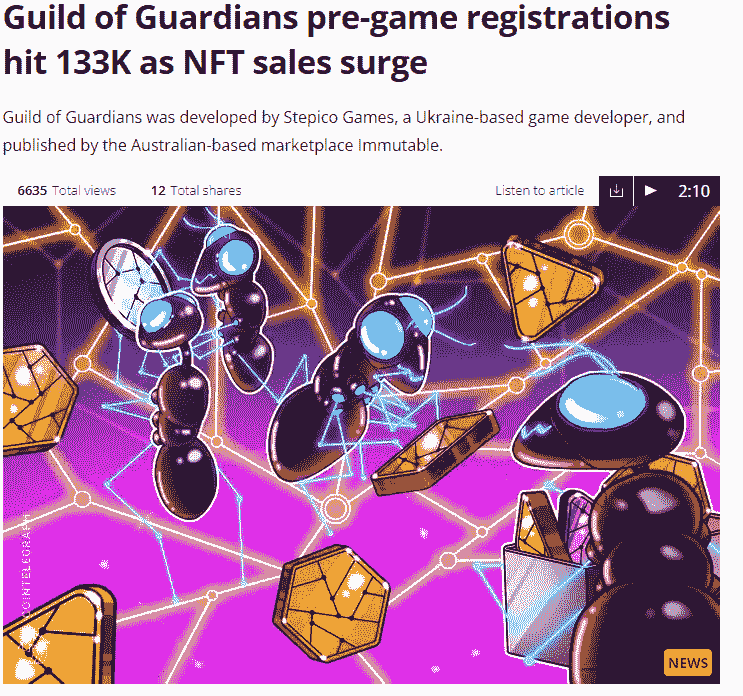 Guild of Guardians pre-game registrations
hit 133K as NFT sales surge
Guild of Guardians was developed by Stepico Games, a Ukraine-based game developer, and
published by the Australian-based marketplace Immutable.
6635 Total views 12 Total shares Listen to article 2:10
COINTELEGRAPH
NEWS